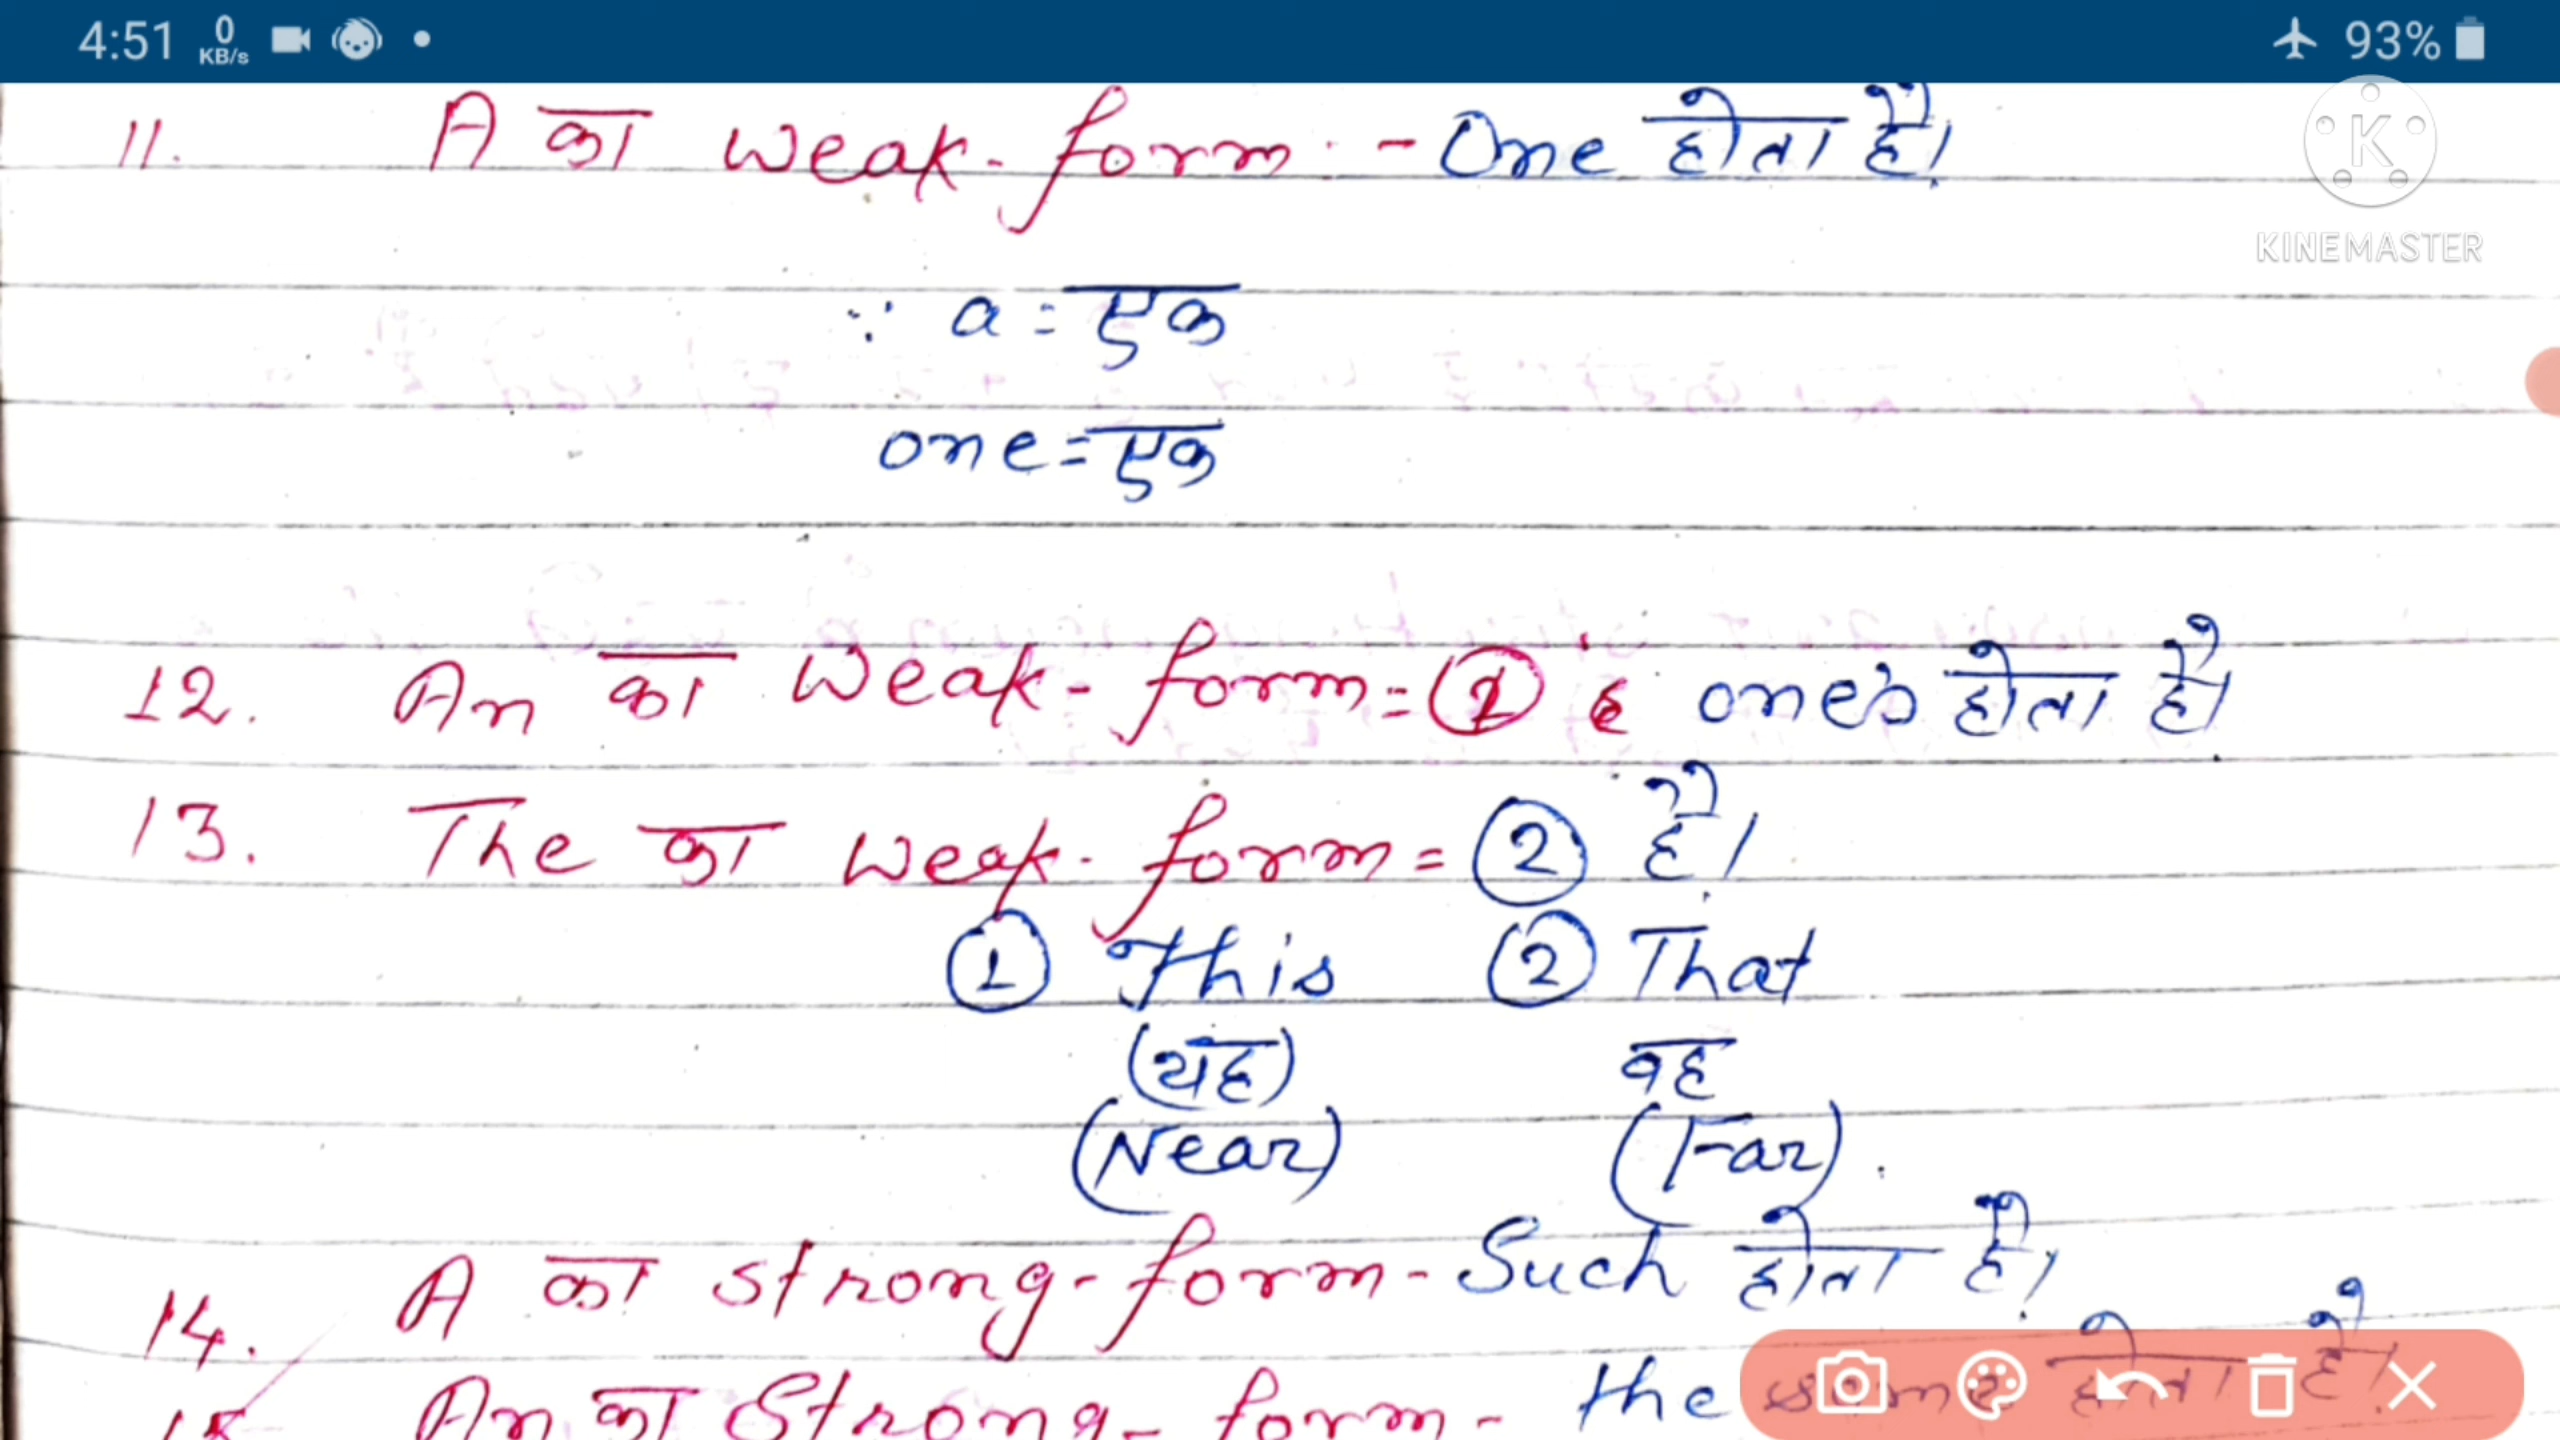 4:51 0 KB/s 93%
11. A का Weak-form - One होता है।
KINEMASTER
∵ a = एक
one = एक
12. An का Weak-form = ① है one's होता है।
13. The का Weak-form = ② है।
① This ② That
(यह) वह
(Near) (Far).
14. A का strong-form - Such होता है।
15. An का Strong-form - the same होता है।